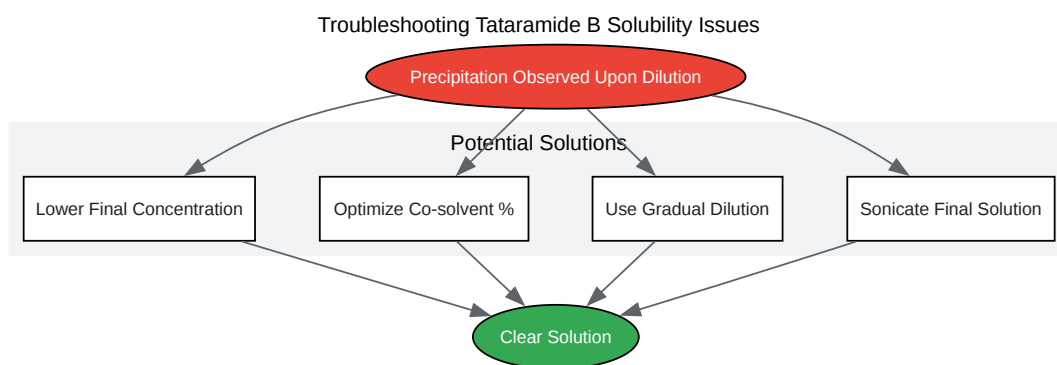 Troubleshooting Tataramide B Solubility Issues
Precipitation Observed Upon Dilution
Potential Solutions
Lower Final Concentration
Optimize Co-solvent %
Use Gradual Dilution
Sonicate Final Solution
Clear Solution